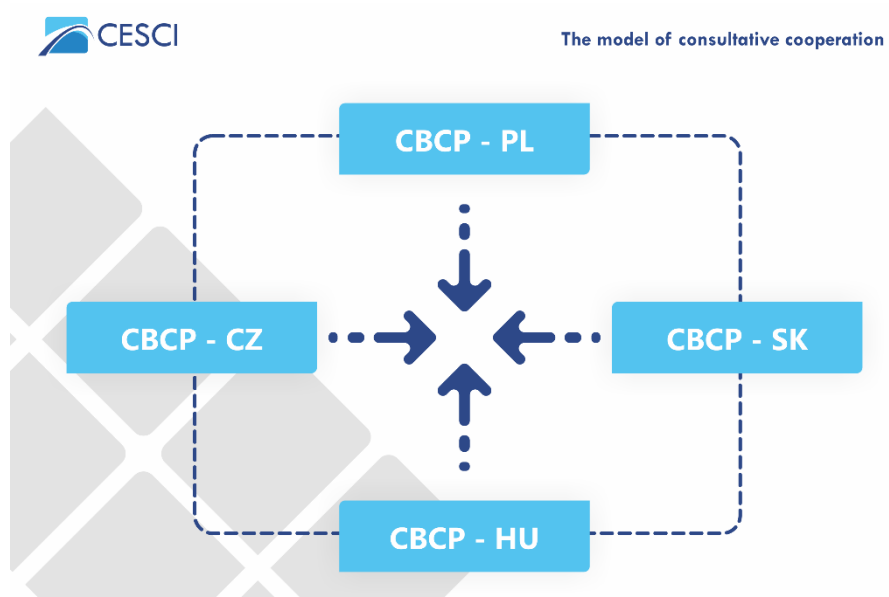 CESCI
The model of consultative cooperation
CBCP - PL
CBCP - CZ
CBCP - SK
CBCP - HU